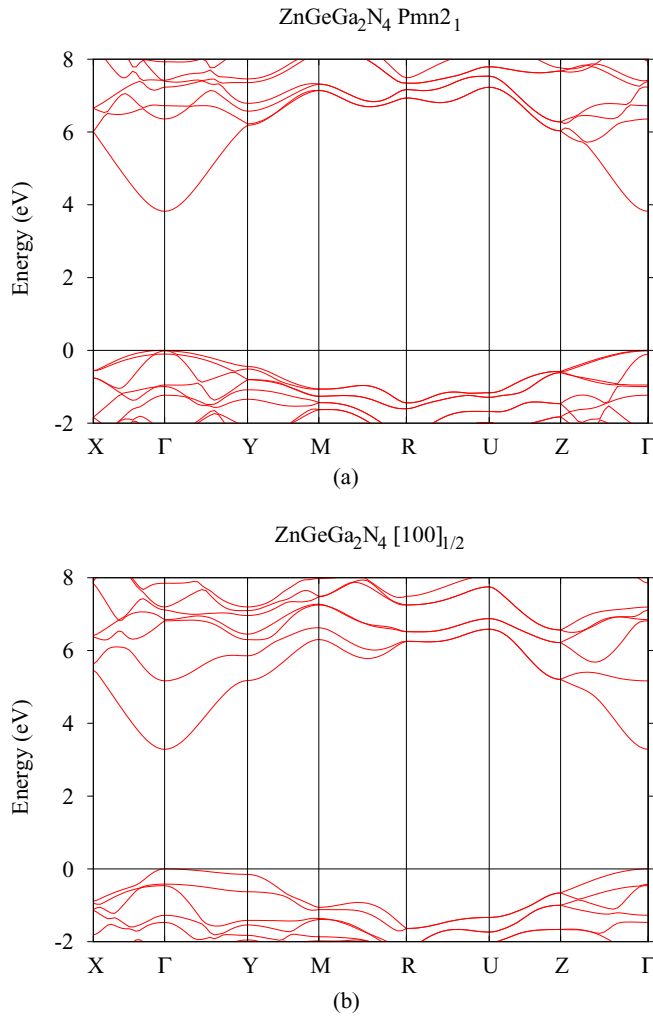 ZnGeGa₂N₄ Pmn2₁
8
6
4
2
0
-2
Energy (eV)
X Γ Y M R U Z Γ
(a)
ZnGeGa₂N₄ [100]₁/₂
8
6
4
2
0
-2
Energy (eV)
X Γ Y M R U Z Γ
(b)